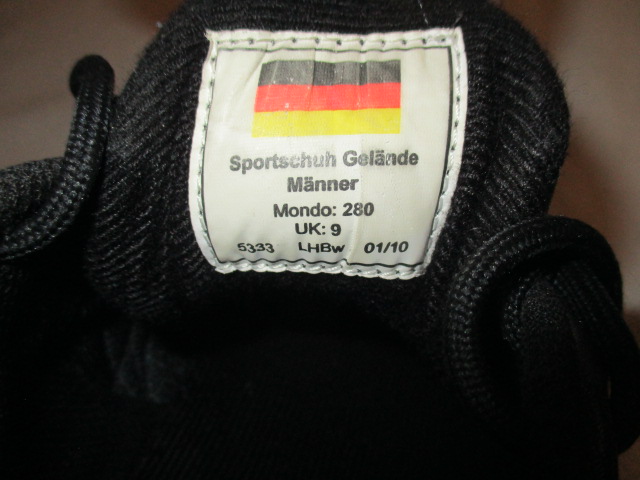 Sportschuh Gelände
Männer
Mondo: 280
UK: 9
5333 LHBw 01/10